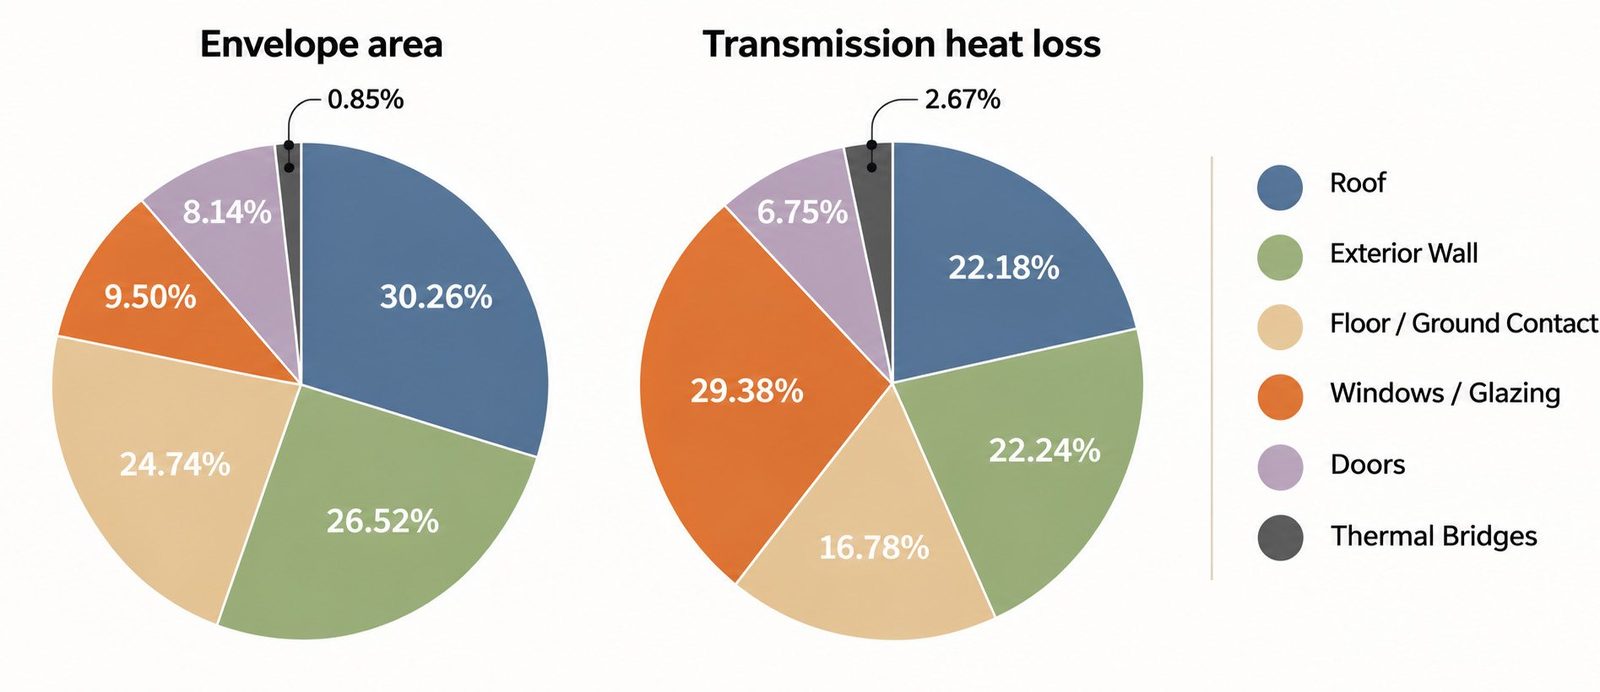 Envelope area
0.85%
8.14%
9.50%
30.26%
24.74%
26.52%
Transmission heat loss
2.67%
6.75%
22.18%
29.38%
22.24%
16.78%
Roof
Exterior Wall
Floor / Ground Contact
Windows / Glazing
Doors
Thermal Bridges